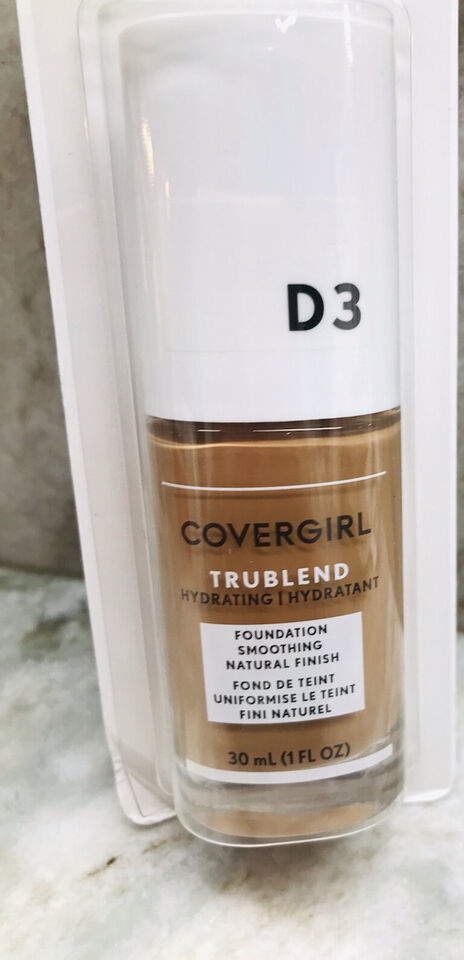 D3
COVERGIRL
TRUBLEND
HYDRATING | HYDRATANT
FOUNDATION
SMOOTHING
NATURAL FINISH
FOND DE TEINT
UNIFORMISE LE TEINT
FINI NATUREL
30 mL (1 FL OZ)